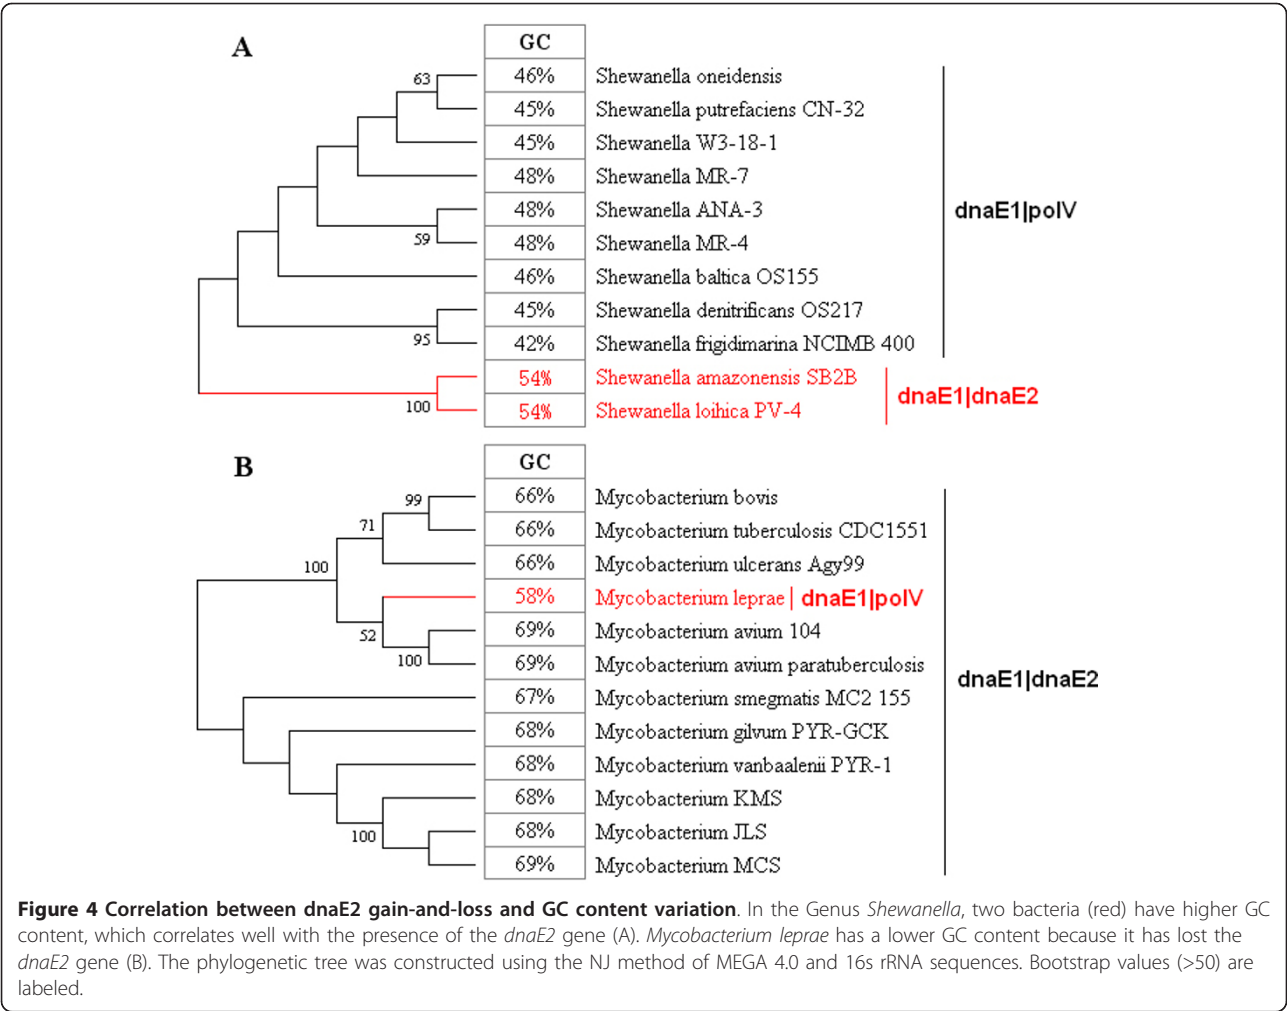 A
GC
63
46% Shewanella oneidensis
45% Shewanella putrefaciens CN-32
45% Shewanella W3-18-1
48% Shewanella MR-7
dnaE1|polV
48% Shewanella ANA-3
59
48% Shewanella MR-4
46% Shewanella baltica OS155
45% Shewanella denitrificans OS217
95
42% Shewanella frigidimarina NCIMB 400
54% Shewanella amazonensis SB2B
dnaE1|dnaE2
100
54% Shewanella loihica PV-4
B
GC
99
66% Mycobacterium bovis
71
66% Mycobacterium tuberculosis CDC1551
100
66% Mycobacterium ulcerans Agy99
58% Mycobacterium leprae | dnaE1|polV
52
69% Mycobacterium avium 104
100
69% Mycobacterium avium paratuberculosis
dnaE1|dnaE2
67% Mycobacterium smegmatis MC2 155
68% Mycobacterium gilvum PYR-GCK
68% Mycobacterium vanbaalenii PYR-1
68% Mycobacterium KMS
100
68% Mycobacterium JLS
69% Mycobacterium MCS
Figure 4 Correlation between dnaE2 gain-and-loss and GC content variation. In the Genus Shewanella, two bacteria (red) have higher GC
content, which correlates well with the presence of the dnaE2 gene (A). Mycobacterium leprae has a lower GC content because it has lost the
dnaE2 gene (B). The phylogenetic tree was constructed using the NJ method of MEGA 4.0 and 16s rRNA sequences. Bootstrap values (>50) are
labeled.